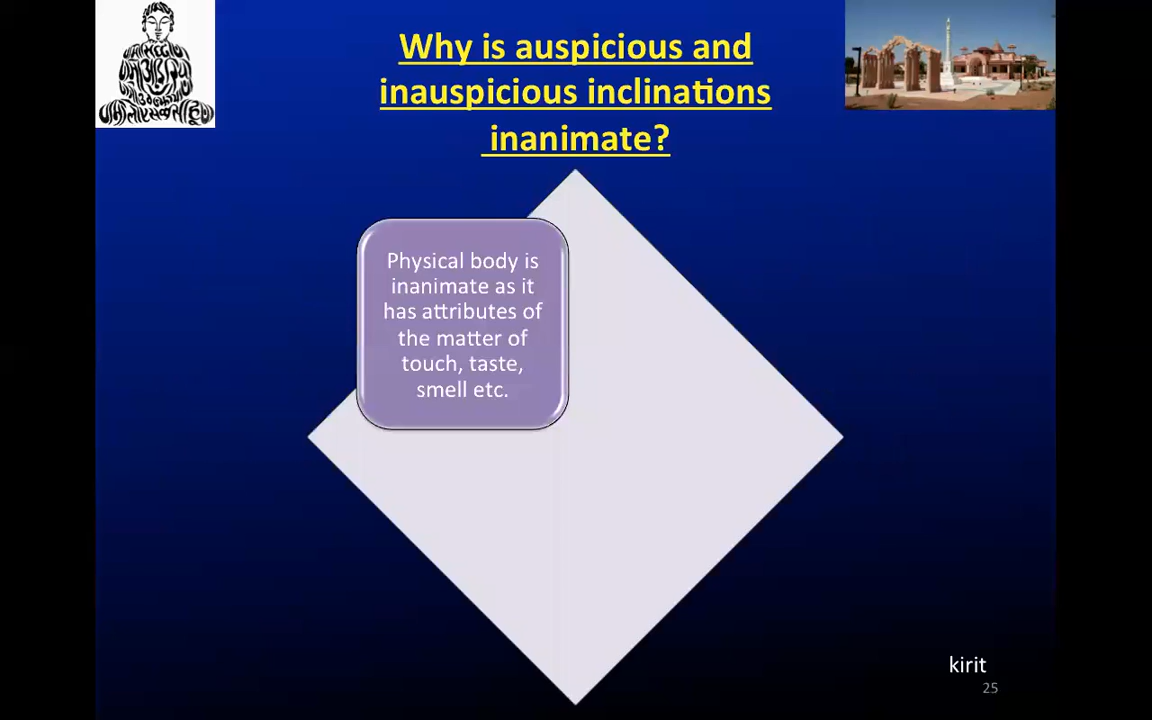 Why is auspicious and
inauspicious inclinations
inanimate?
Physical body is
inanimate as it
has attributes of
the matter of
touch, taste,
smell etc.
kirit
25